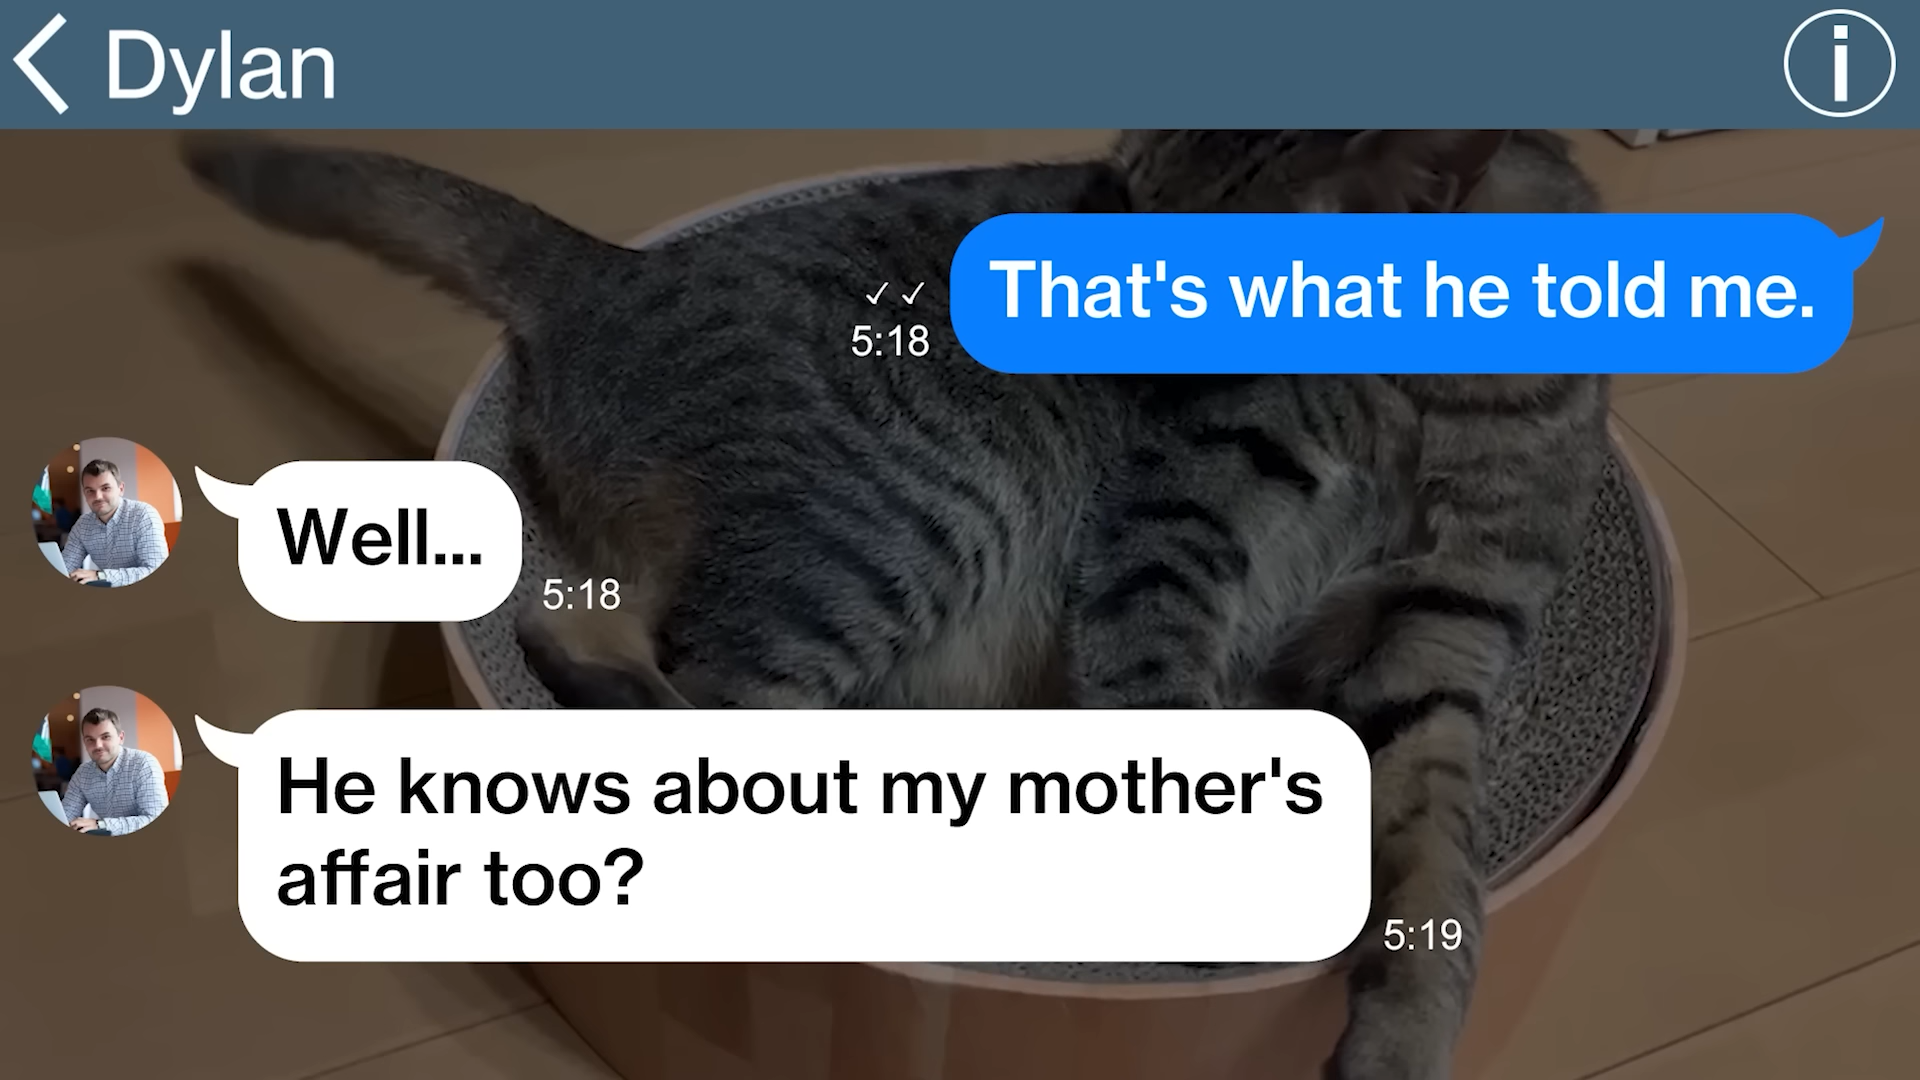 Dylan
That's what he told me.
✓✓
5:18
Well...
5:18
He knows about my mother's
affair too?
5:19